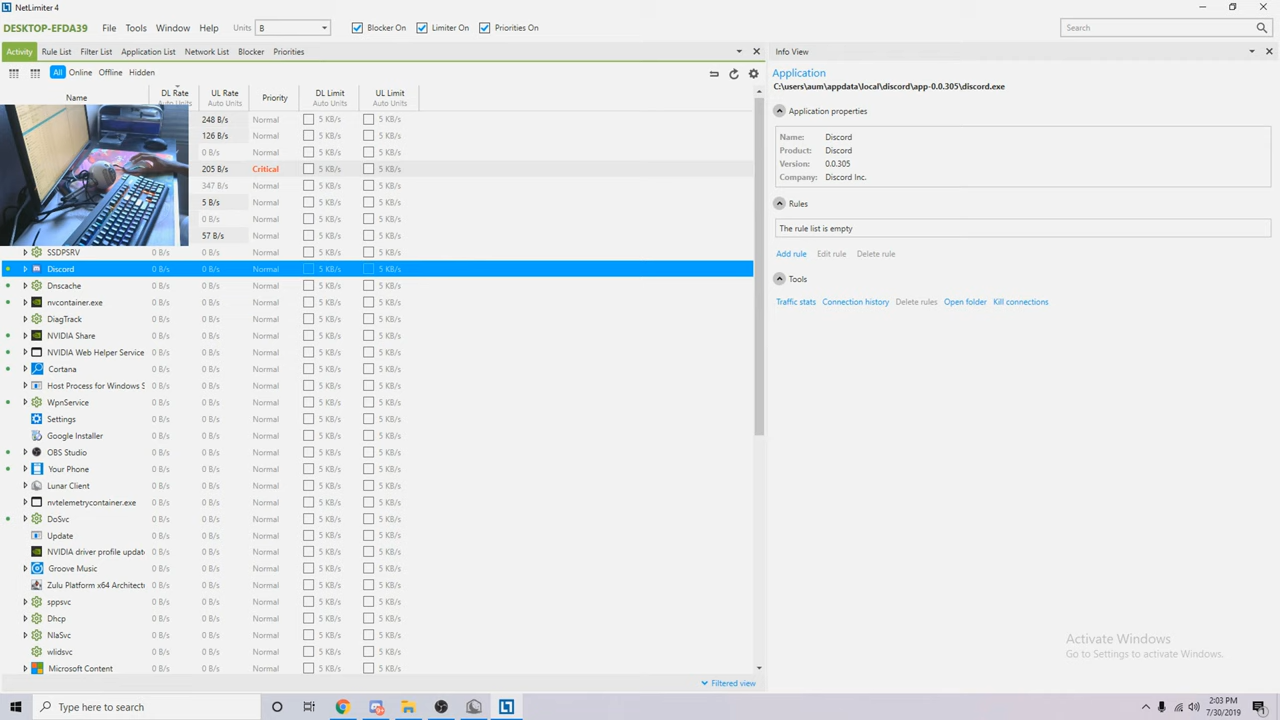 NetLimiter 4
DESKTOP-EFDA39 File Tools Window Help Units B Blocker On Limiter On Priorities On Search
Activity Rule List Filter List Application List Network List Blocker Priorities
All Online Offline Hidden
Name DL Rate UL Rate Priority DL Limit UL Limit
Auto Units Auto Units Auto Units Auto Units
248 B/s Normal 5 KB/s 5 KB/s
126 B/s Normal 5 KB/s 5 KB/s
0 B/s Normal 5 KB/s 5 KB/s
205 B/s Critical 5 KB/s 5 KB/s
347 B/s Normal 5 KB/s 5 KB/s
5 B/s Normal 5 KB/s 5 KB/s
0 B/s Normal 5 KB/s 5 KB/s
57 B/s Normal 5 KB/s 5 KB/s
SSDPSRV 0 B/s 0 B/s Normal 5 KB/s 5 KB/s
Discord 0 B/s 0 B/s Normal 5 KB/s 5 KB/s
Dnscache 0 B/s 0 B/s Normal 5 KB/s 5 KB/s
nvcontainer.exe 0 B/s 0 B/s Normal 5 KB/s 5 KB/s
DiagTrack 0 B/s 0 B/s Normal 5 KB/s 5 KB/s
NVIDIA Share 0 B/s 0 B/s Normal 5 KB/s 5 KB/s
NVIDIA Web Helper Service 0 B/s 0 B/s Normal 5 KB/s 5 KB/s
Cortana 0 B/s 0 B/s Normal 5 KB/s 5 KB/s
Host Process for Windows S 0 B/s 0 B/s Normal 5 KB/s 5 KB/s
WpnService 0 B/s 0 B/s Normal 5 KB/s 5 KB/s
Settings 0 B/s 0 B/s Normal 5 KB/s 5 KB/s
Google Installer 0 B/s 0 B/s Normal 5 KB/s 5 KB/s
OBS Studio 0 B/s 0 B/s Normal 5 KB/s 5 KB/s
Your Phone 0 B/s 0 B/s Normal 5 KB/s 5 KB/s
Lunar Client 0 B/s 0 B/s Normal 5 KB/s 5 KB/s
nvtelemetrycontainer.exe 0 B/s 0 B/s Normal 5 KB/s 5 KB/s
DoSvc 0 B/s 0 B/s Normal 5 KB/s 5 KB/s
Update 0 B/s 0 B/s Normal 5 KB/s 5 KB/s
NVIDIA driver profile updat 0 B/s 0 B/s Normal 5 KB/s 5 KB/s
Groove Music 0 B/s 0 B/s Normal 5 KB/s 5 KB/s
Zulu Platform x64 Architect 0 B/s 0 B/s Normal 5 KB/s 5 KB/s
sppsvc 0 B/s 0 B/s Normal 5 KB/s 5 KB/s
Dhcp 0 B/s 0 B/s Normal 5 KB/s 5 KB/s
NlaSvc 0 B/s 0 B/s Normal 5 KB/s 5 KB/s
wlidsvc 0 B/s 0 B/s Normal 5 KB/s 5 KB/s
Microsoft Content 0 B/s 0 B/s Normal 5 KB/s 5 KB/s
Filtered view
Info View
Application
C:\users\aum\appdata\local\discord\app-0.0.305\discord.exe
Application properties
Name: Discord
Product: Discord
Version: 0.0.305
Company: Discord Inc.
Rules
The rule list is empty
Add rule Edit rule Delete rule
Tools
Traffic stats Connection history Delete rules Open folder Kill connections
Activate Windows
Go to Settings to activate Windows.
Type here to search
2:03 PM
7/30/2019